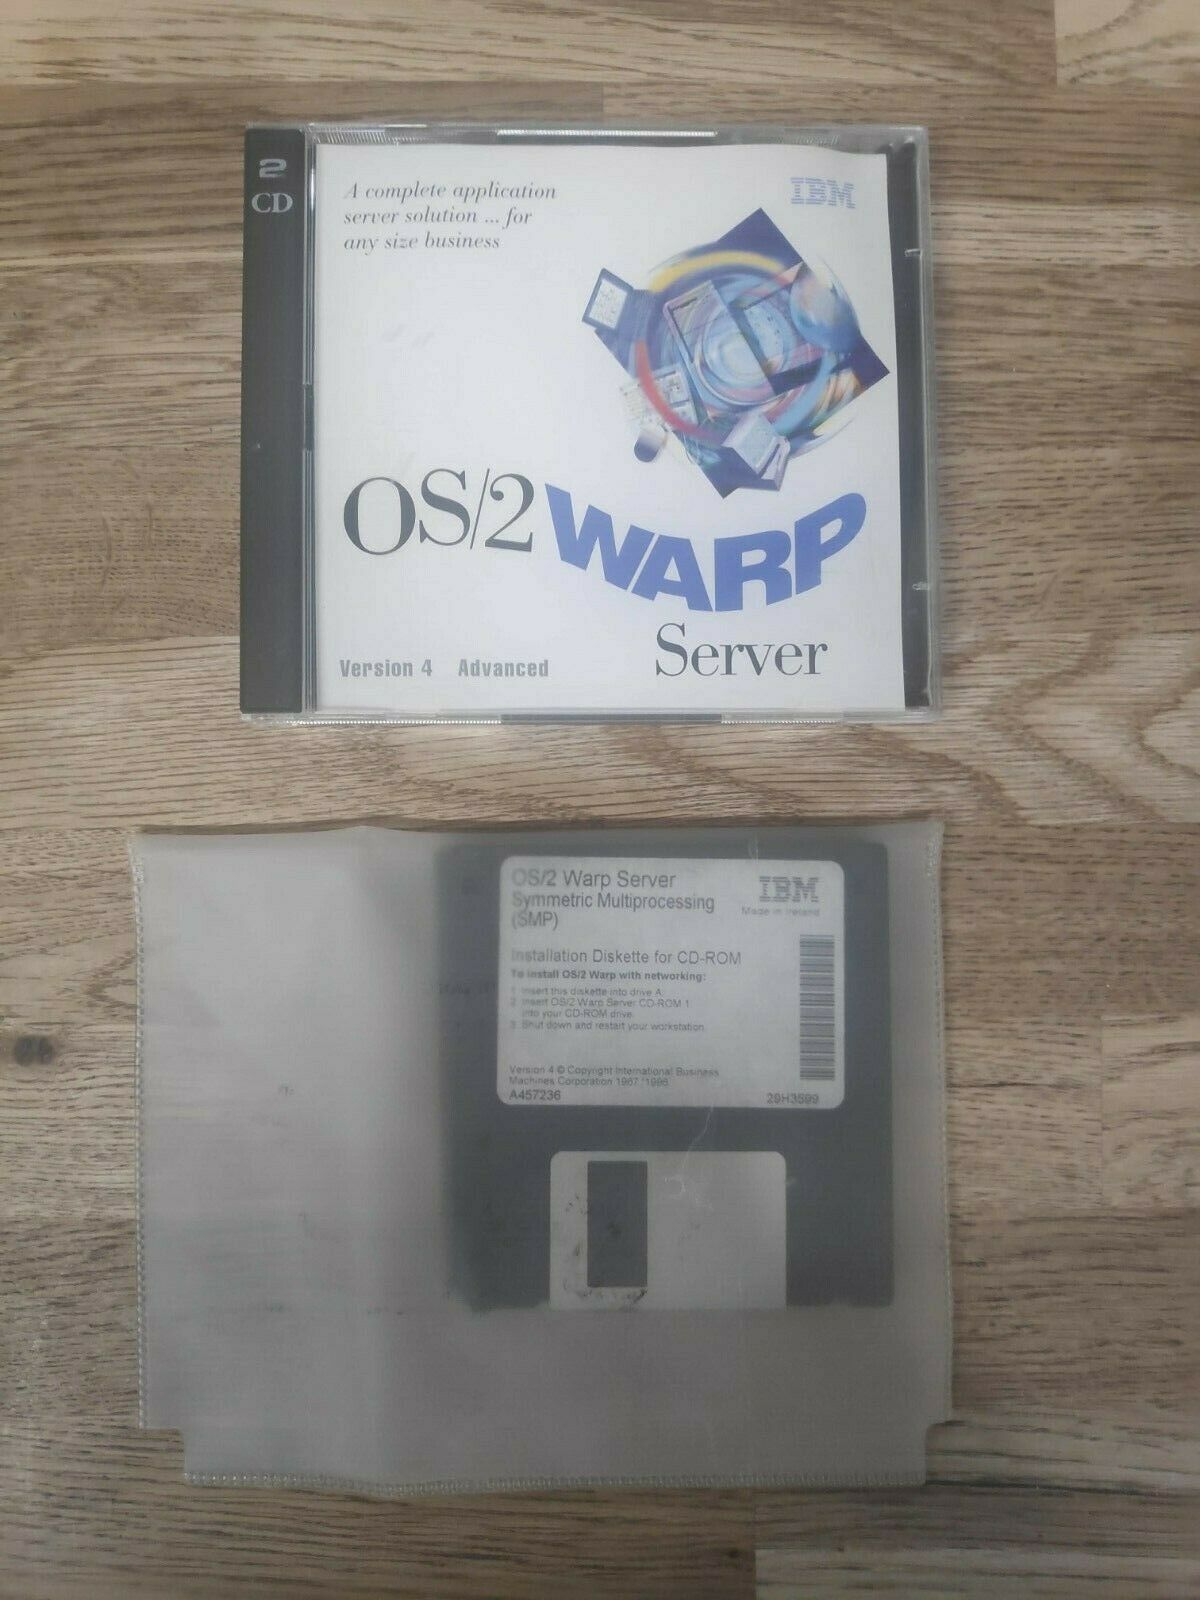 2
CD
A complete application
server solution ... for
any size business
IBM
OS/2 WARP
Server
Version 4 Advanced
OS/2 Warp Server
Symmetric Multiprocessing
(SMP)
IBM
Made in Ireland
Installation Diskette for CD-ROM
To install OS/2 Warp with networking:
1. Insert this diskette into drive A.
2. Insert OS/2 Warp Server CD-ROM 1
into your CD-ROM drive.
3. Shut down and restart your workstation.
Version 4 © Copyright International Business
Machines Corporation 1987, 1996
A457236
29H3599